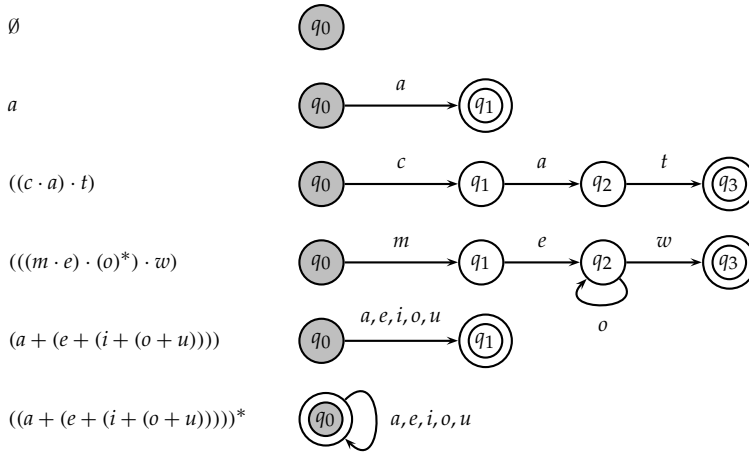 ∅ q0
a q0 a q1
((c · a) · t) q0 c q1 a q2 t q3
(((m · e) · (o)*) · w) q0 m q1 e q2 w q3
o
(a + (e + (i + (o + u)))) q0 a, e, i, o, u q1
((a + (e + (i + (o + u)))))* q0 a, e, i, o, u